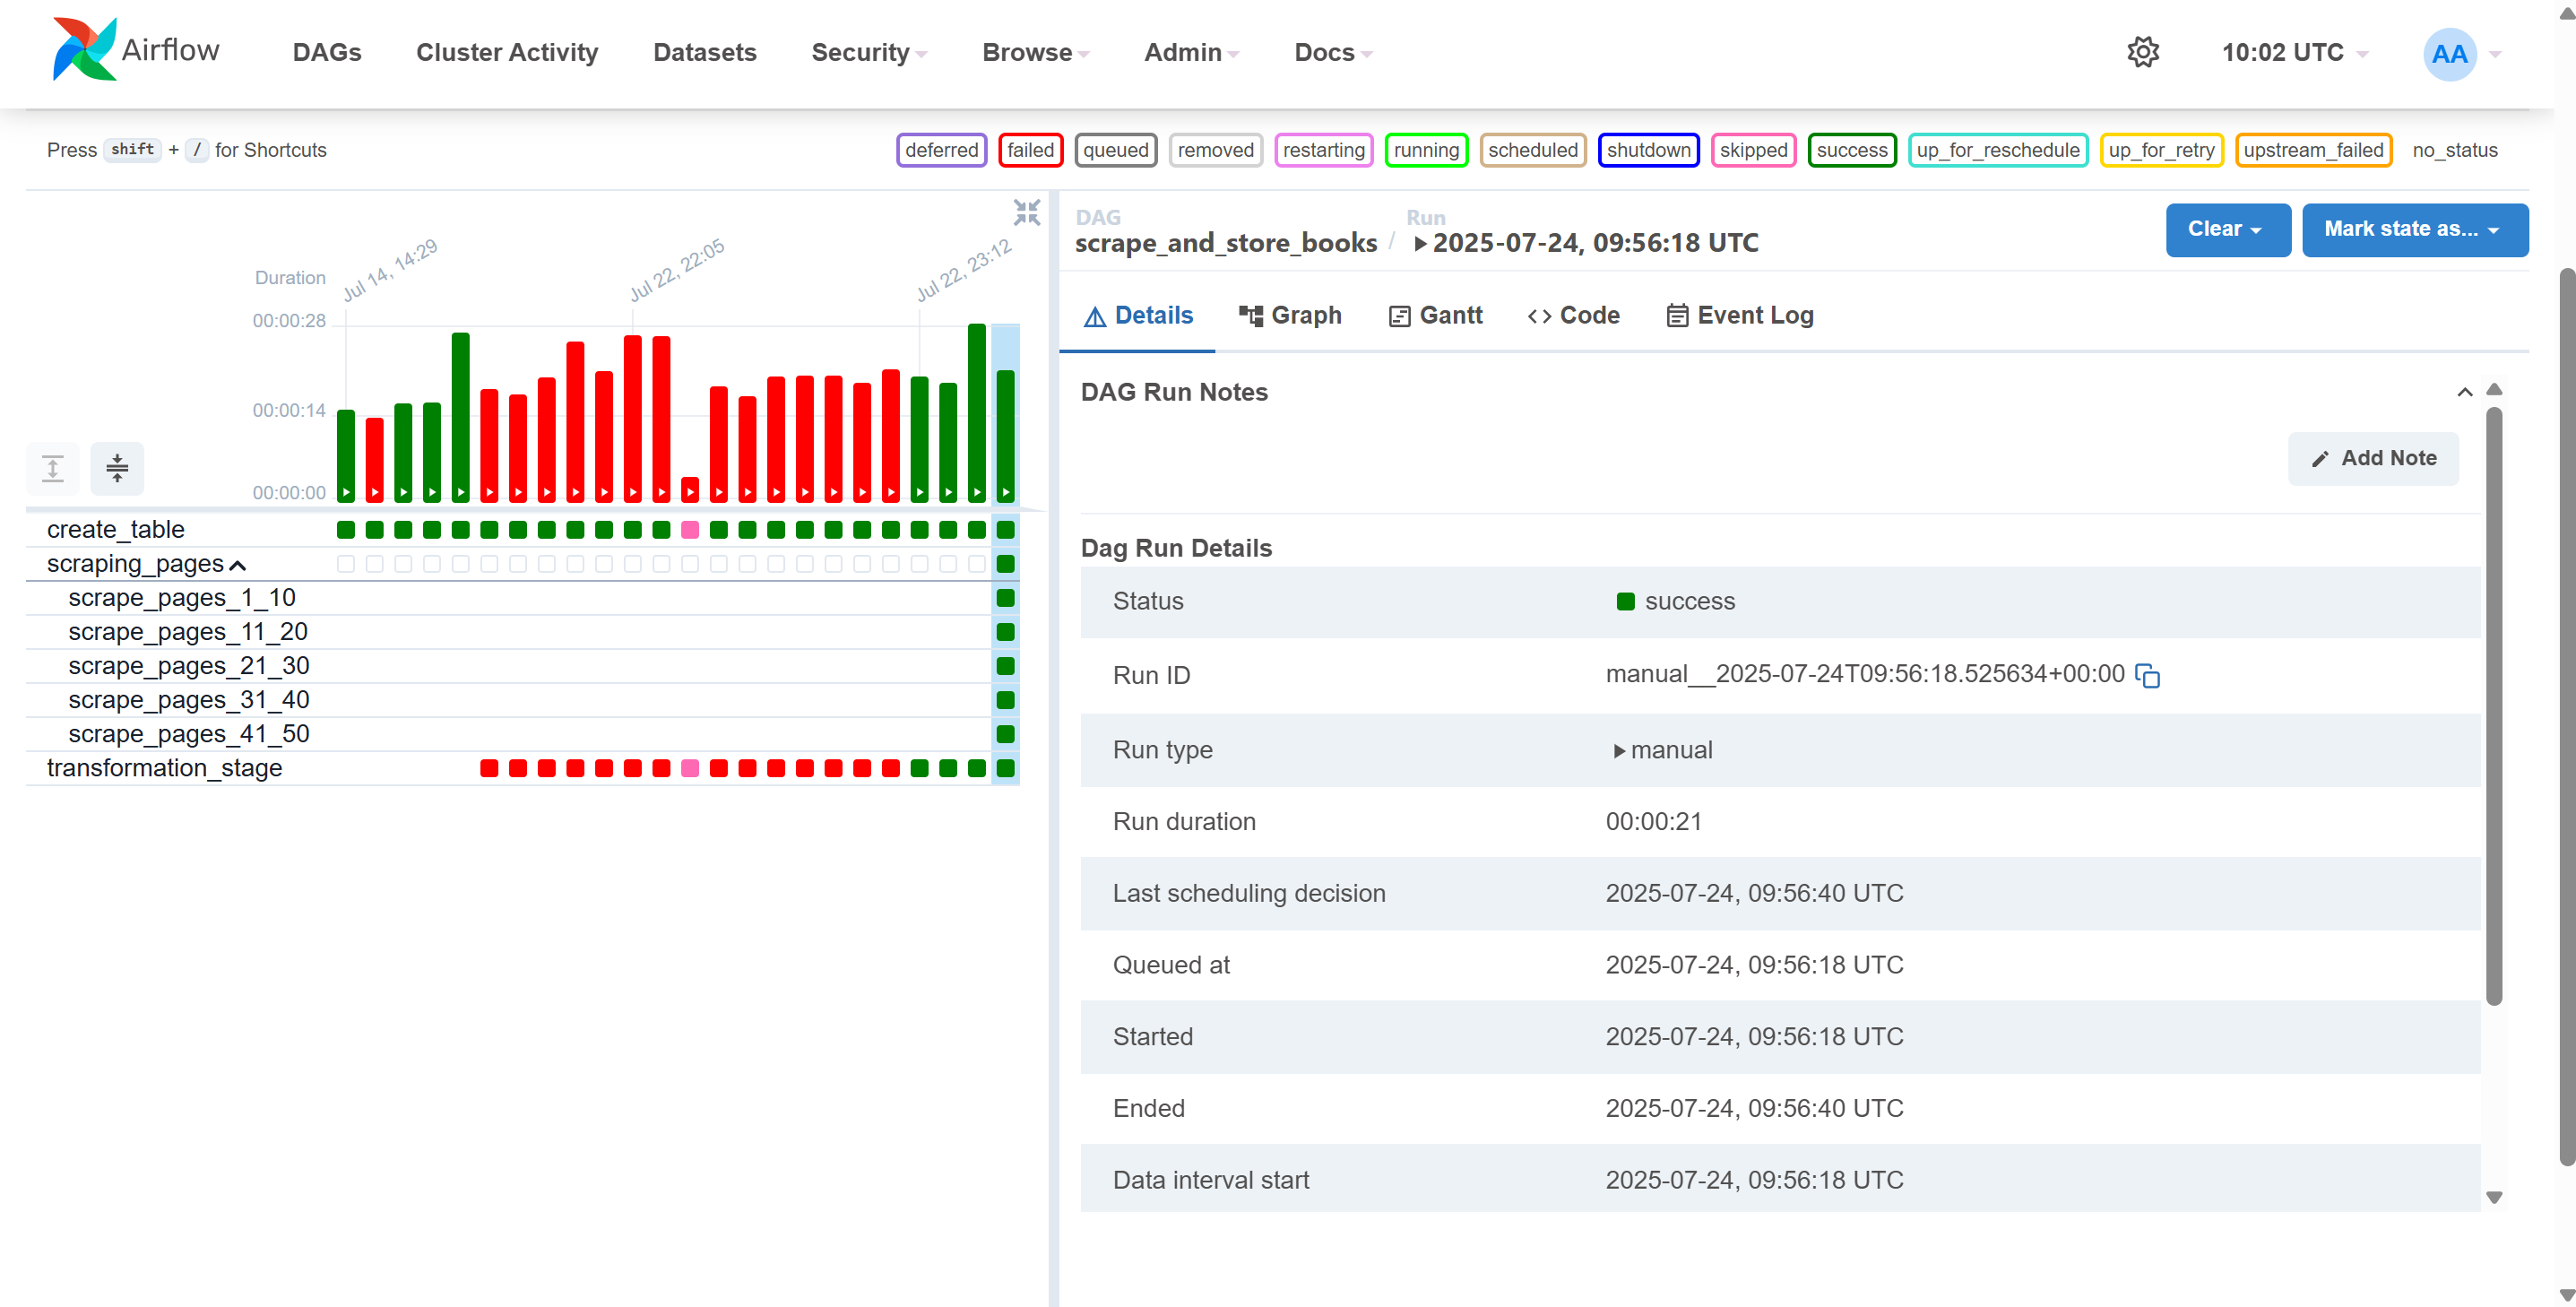 Airflow DAGs Cluster Activity Datasets Security Browse Admin Docs 10:02 UTC AA
Press shift + / for Shortcuts deferred failed queued removed restarting running scheduled shutdown skipped success up_for_reschedule up_for_retry upstream_failed no_status
Duration
Jul 14, 14:29
Jul 22, 22:05
Jul 22, 23:12
00:00:28
00:00:14
00:00:00
create_table
scraping_pages
scrape_pages_1_10
scrape_pages_11_20
scrape_pages_21_30
scrape_pages_31_40
scrape_pages_41_50
transformation_stage
DAG
scrape_and_store_books
/
Run
2025-07-24, 09:56:18 UTC
Clear
Mark state as...
Details Graph Gantt Code Event Log
DAG Run Notes
Add Note
Dag Run Details
Status success
Run ID manual__2025-07-24T09:56:18.525634+00:00
Run type manual
Run duration 00:00:21
Last scheduling decision 2025-07-24, 09:56:40 UTC
Queued at 2025-07-24, 09:56:18 UTC
Started 2025-07-24, 09:56:18 UTC
Ended 2025-07-24, 09:56:40 UTC
Data interval start 2025-07-24, 09:56:18 UTC